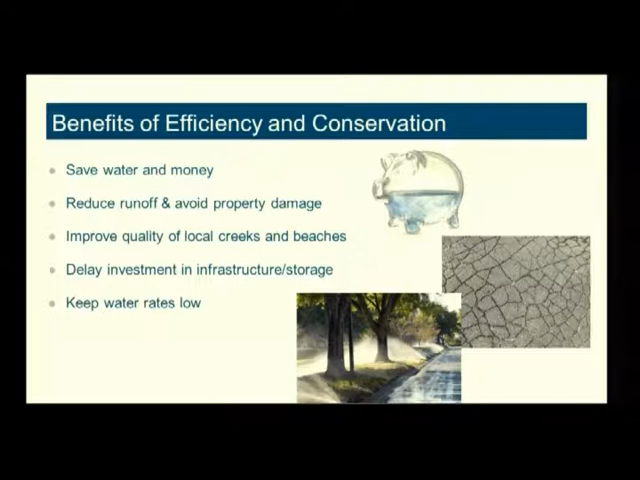 Benefits of Efficiency and Conservation
Save water and money
Reduce runoff & avoid property damage
Improve quality of local creeks and beaches
Delay investment in infrastructure/storage
Keep water rates low